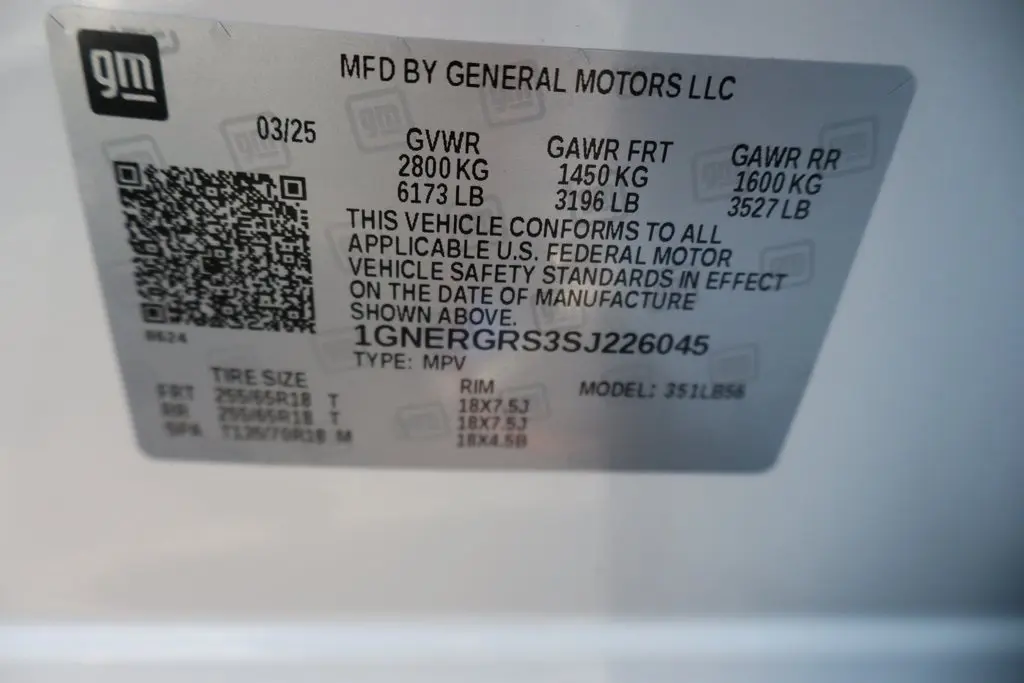 gm
MFD BY GENERAL MOTORS LLC
03/25
GVWR GAWR FRT GAWR RR
2800 KG 1450 KG 1600 KG
6173 LB 3196 LB 3527 LB
THIS VEHICLE CONFORMS TO ALL
APPLICABLE U.S. FEDERAL MOTOR
VEHICLE SAFETY STANDARDS IN EFFECT
ON THE DATE OF MANUFACTURE
SHOWN ABOVE.
1GNERGRS3SJ226045
TYPE: MPV
TIRE SIZE RIM MODEL: 351LB56
FRT 255/65R18 T 18X7.5J
RR 255/65R18 T 18X7.5J
SPA T135/70R18 M 18X4.5B